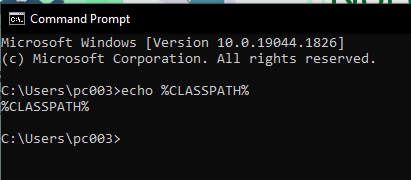 Command Prompt
Microsoft Windows [Version 10.0.19044.1826]
(c) Microsoft Corporation. All rights reserved.
C:\Users\pc003>echo %CLASSPATH%
%CLASSPATH%
C:\Users\pc003>